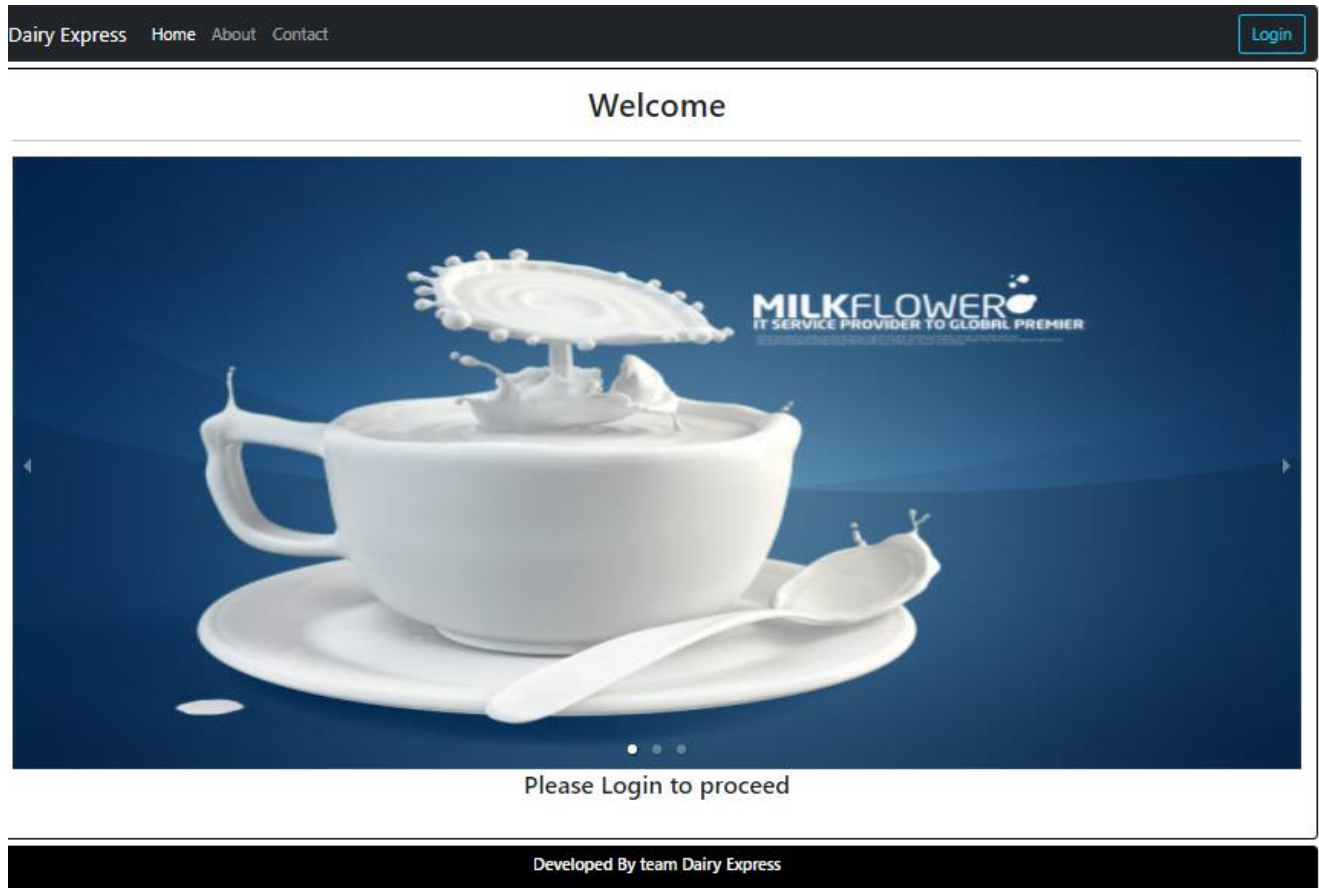 Dairy Express Home About Contact Login
Welcome
MILKFLOWER
IT SERVICE PROVIDER TO GLOBAL PREMIER
Please Login to proceed
Developed By team Dairy Express